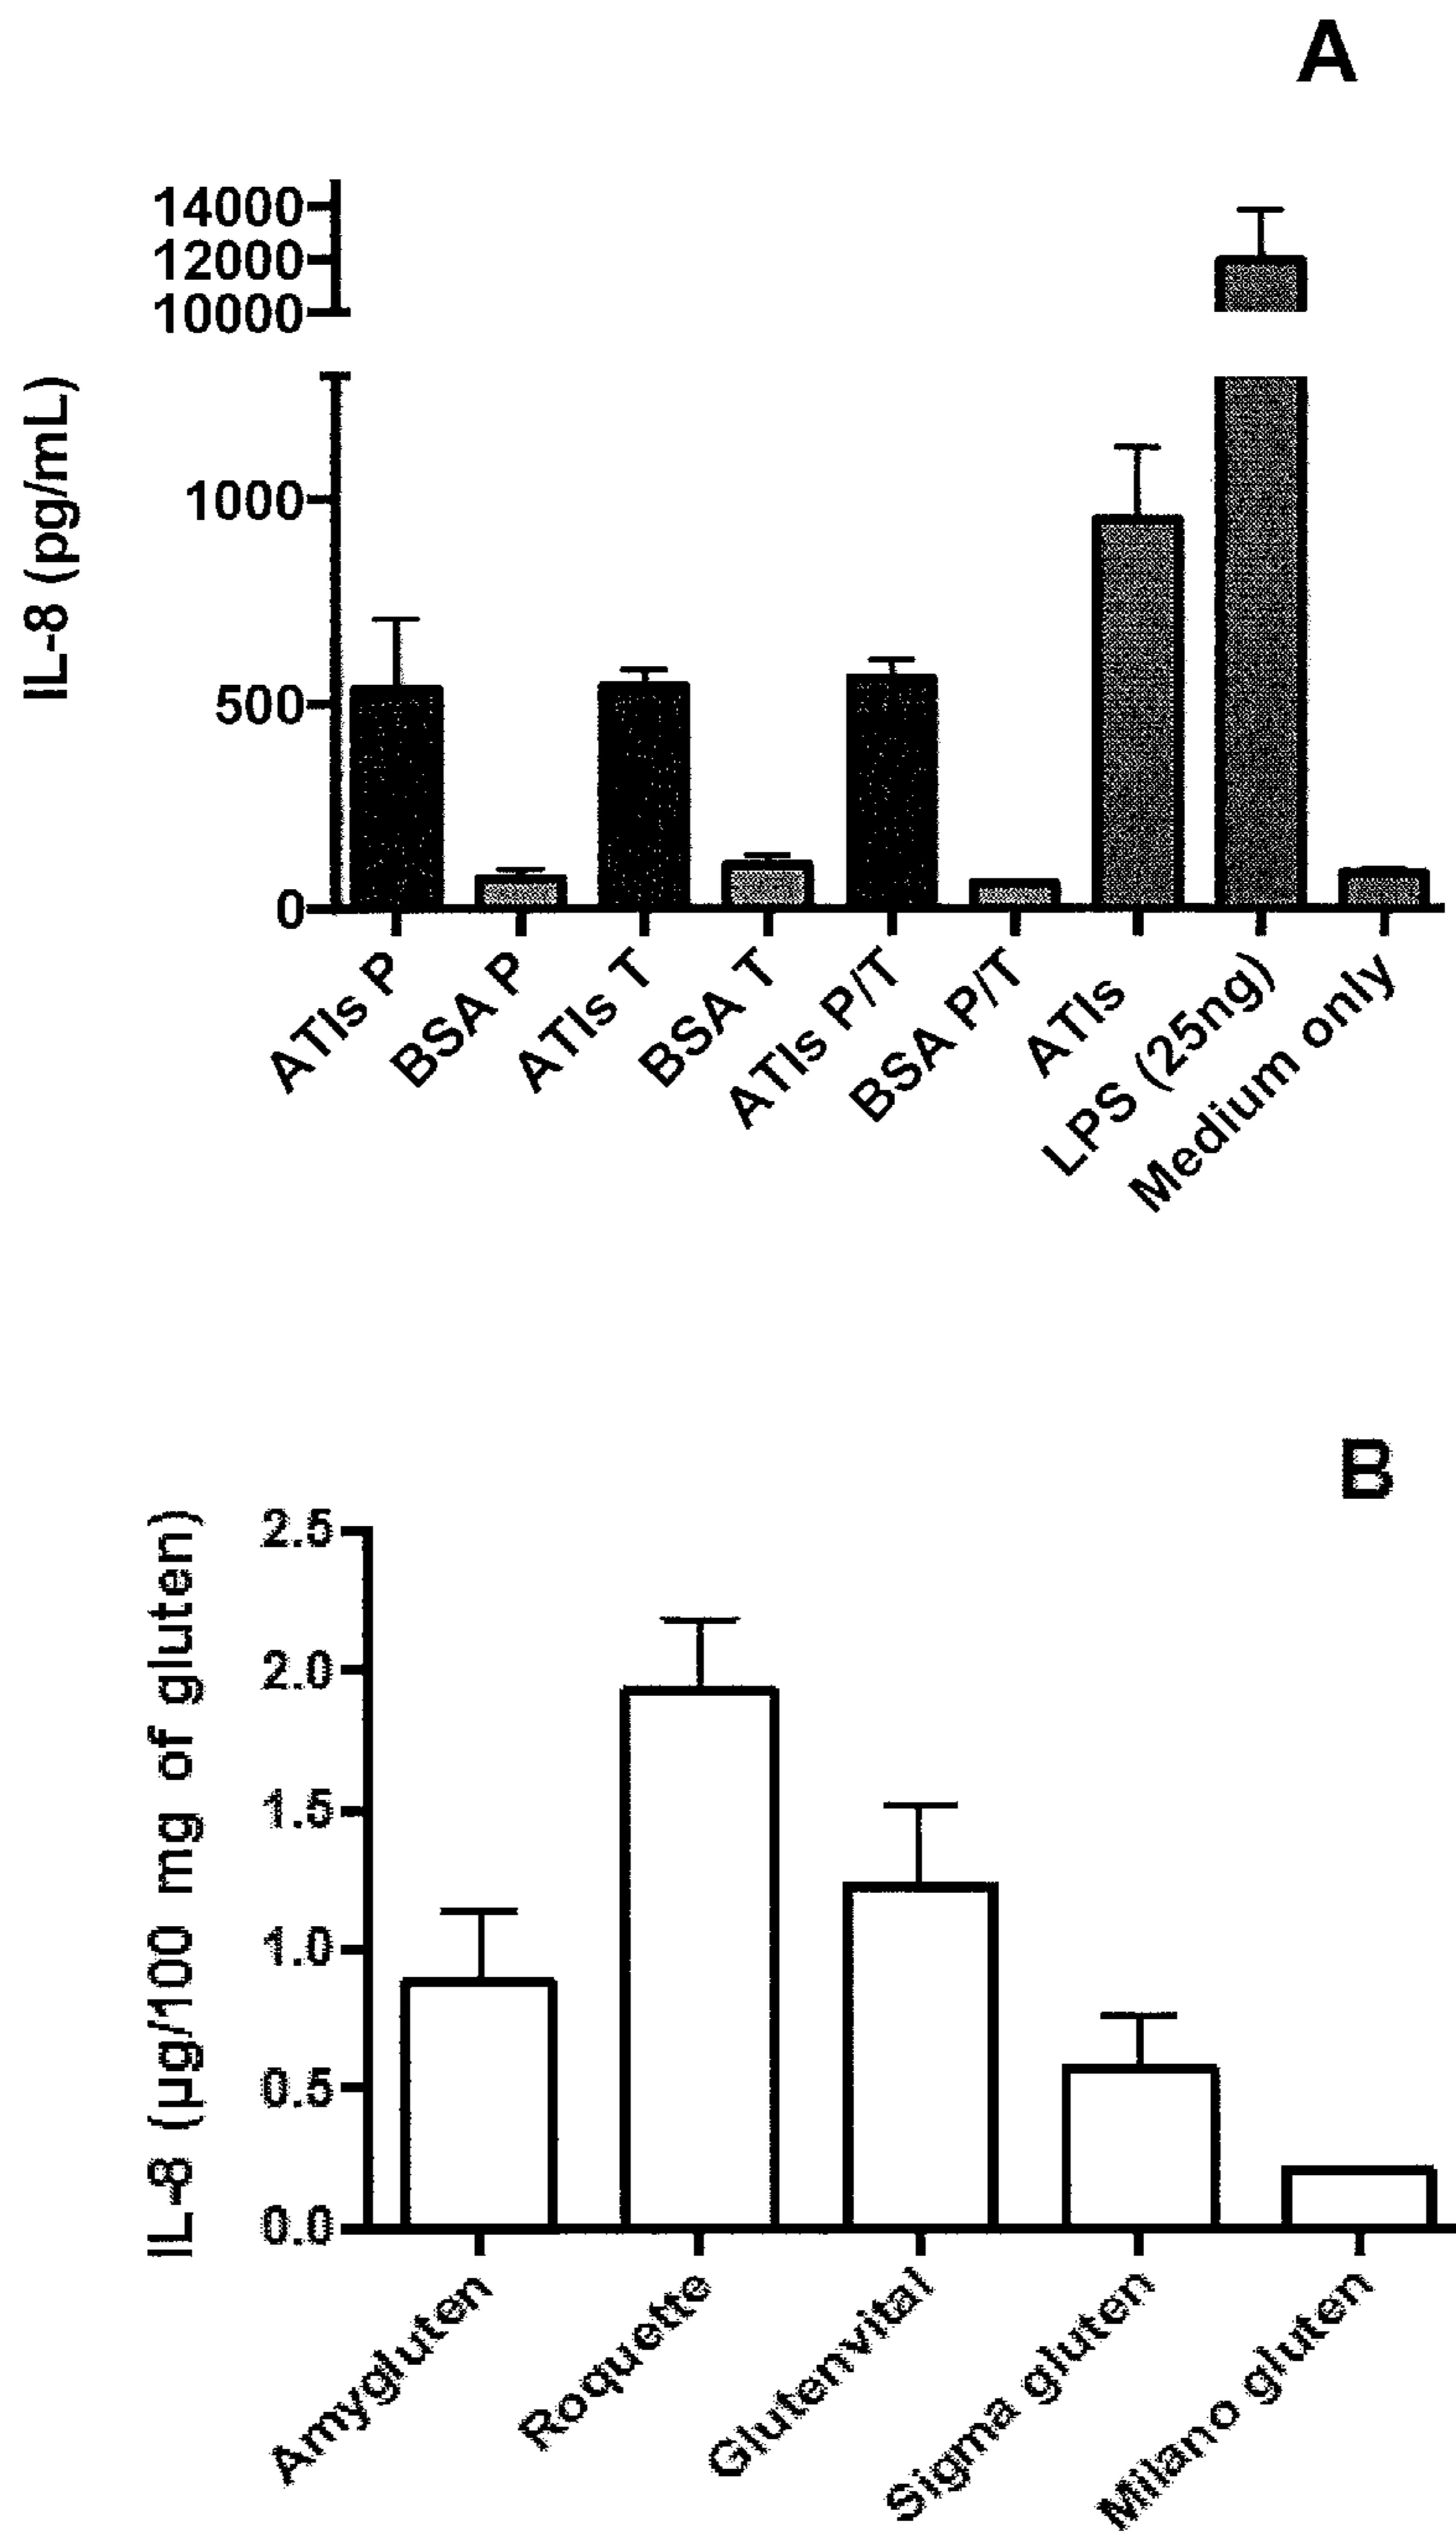 A
14000
12000
10000
1000
500
0
IL-8 (pg/mL)
ATIs P
BSA P
ATIs T
BSA T
ATIs P/T
BSA P/T
ATIs
LPS (25ng)
Medium only
B
2.5
2.0
1.5
1.0
0.5
0.0
IL-8 (µg/100 mg of gluten)
Amygluten
Roquette
Glutenvital
Sigma gluten
Milano gluten